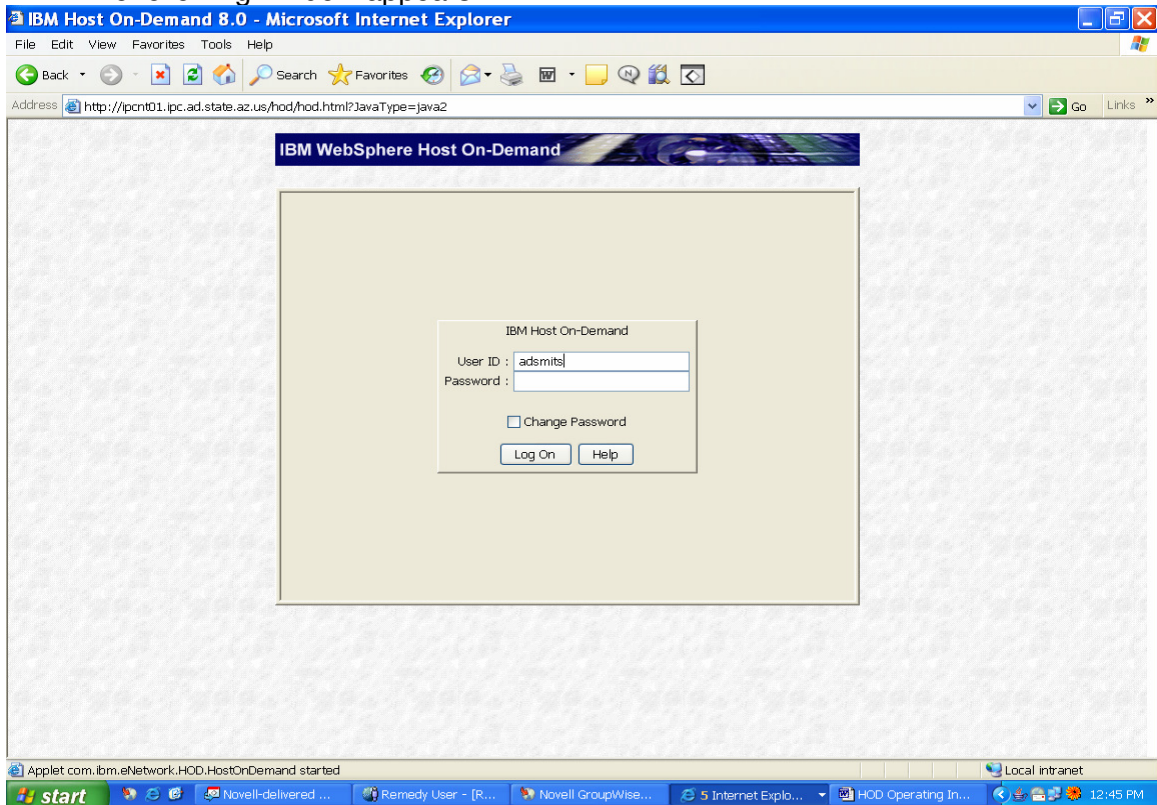 IBM Host On-Demand 8.0 - Microsoft Internet Explorer
File Edit View Favorites Tools Help
Back Search Favorites
Address http://ipcnt01.ipc.ad.state.az.us/hod/hod.html?JavaType=java2 Go Links »
IBM WebSphere Host On-Demand
IBM Host On-Demand
User ID : adsmits
Password :
Change Password
Log On Help
Applet com.ibm.eNetwork.HOD.HostOnDemand started Local intranet
start Novell-delivered ... Remedy User - [R... Novell GroupWise... 5 Internet Explo... HOD Operating In... 12:45 PM